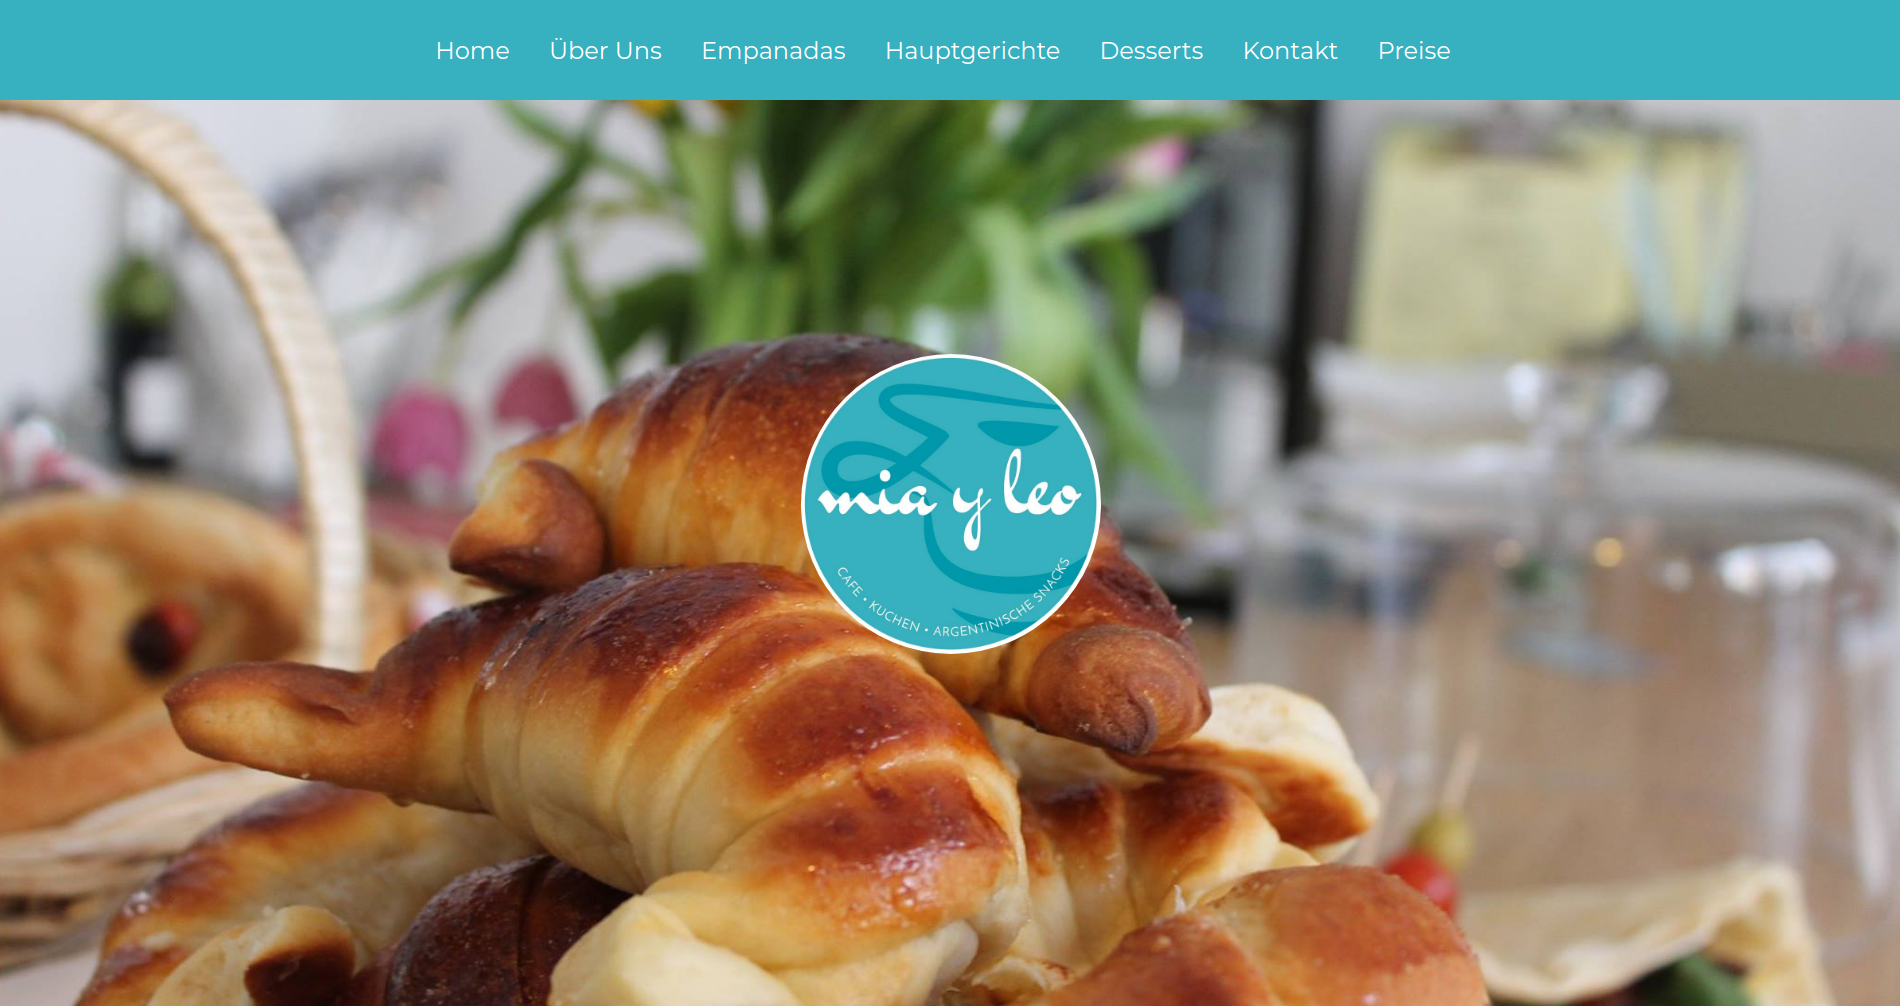 Home Über Uns Empanadas Hauptgerichte Desserts Kontakt Preise
mia y leo
CAFE • KUCHEN • ARGENTINISCHE SNACKS